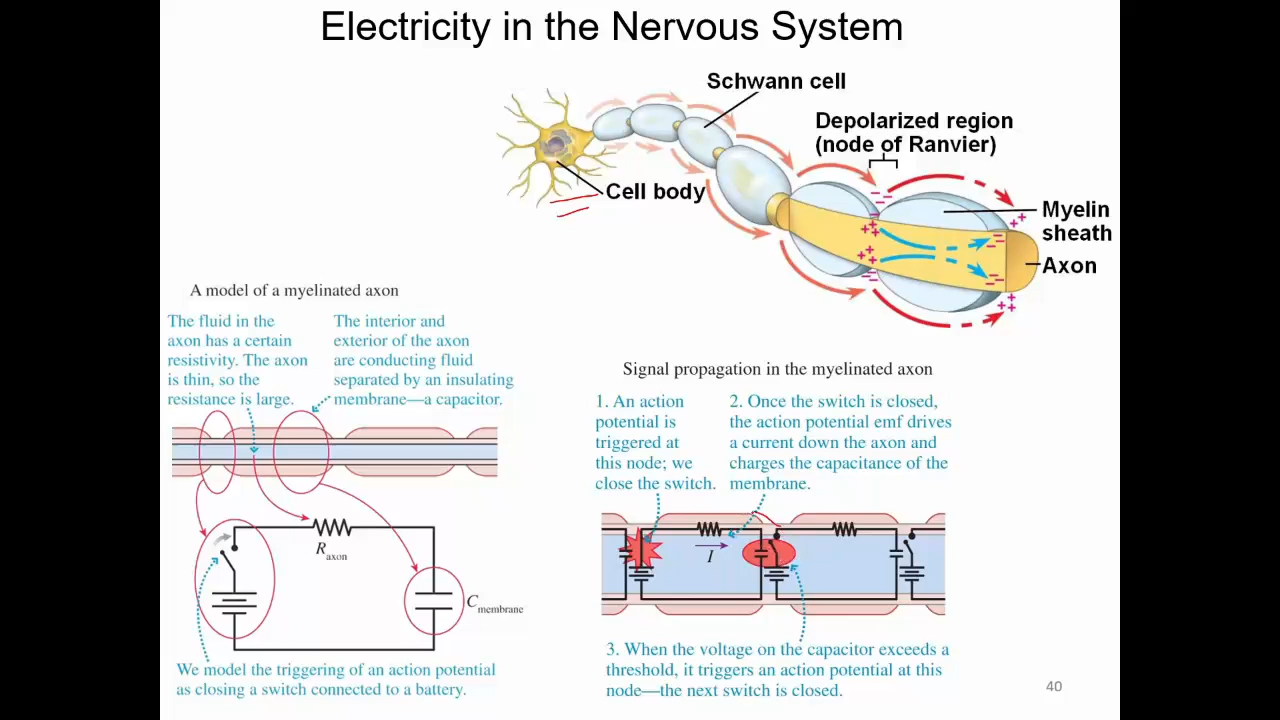 Electricity in the Nervous System
Schwann cell
Depolarized region
(node of Ranvier)
Cell body
Myelin
sheath
Axon
A model of a myelinated axon
The fluid in the
axon has a certain
resistivity. The axon
is thin, so the
resistance is large.
The interior and
exterior of the axon
are conducting fluid
separated by an insulating
membrane—a capacitor.
R axon
C membrane
We model the triggering of an action potential
as closing a switch connected to a battery.
Signal propagation in the myelinated axon
1. An action
potential is
triggered at
this node; we
close the switch.
2. Once the switch is closed,
the action potential emf drives
a current down the axon and
charges the capacitance of the
membrane.
I
3. When the voltage on the capacitor exceeds a
threshold, it triggers an action potential at this
node—the next switch is closed.
40